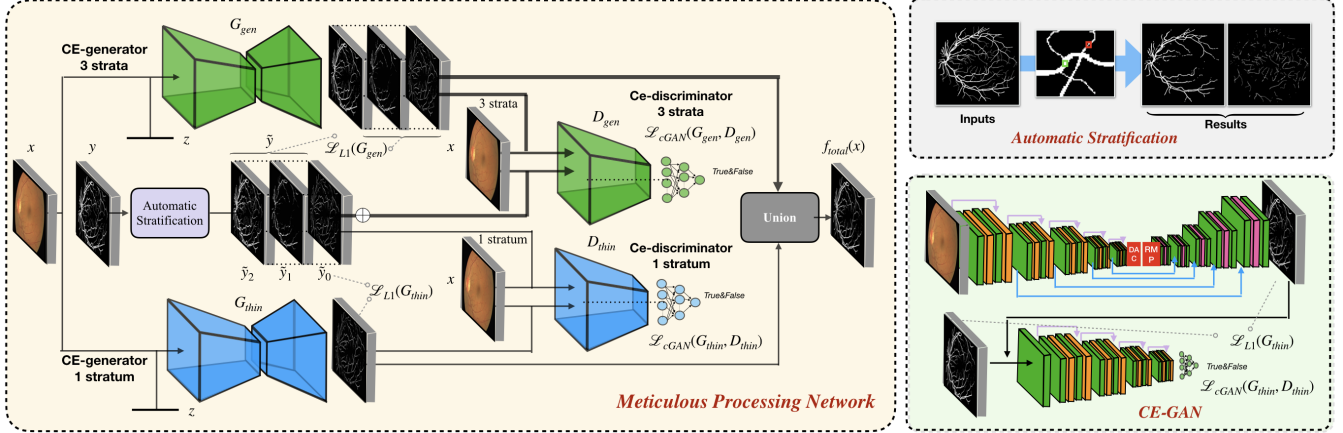 G_gen
CE-generator
3 strata
z
ỹ
ℒ_L1(G_gen)
x
y
Automatic
Stratification
ỹ_2
ỹ_1
ỹ_0
G_thin
ℒ_L1(G_thin)
CE-generator
1 stratum
z
3 strata
x
D_gen
Ce-discriminator
3 strata
ℒ_cGAN(G_gen, D_gen)
True&False
1 stratum
x
D_thin
Ce-discriminator
1 stratum
True&False
ℒ_cGAN(G_thin, D_thin)
Union
f_total(x)
Meticulous Processing Network
Inputs
Results
Automatic Stratification
DA
C
RM
P
ℒ_L1(G_thin)
True&False
ℒ_cGAN(G_thin, D_thin)
CE-GAN